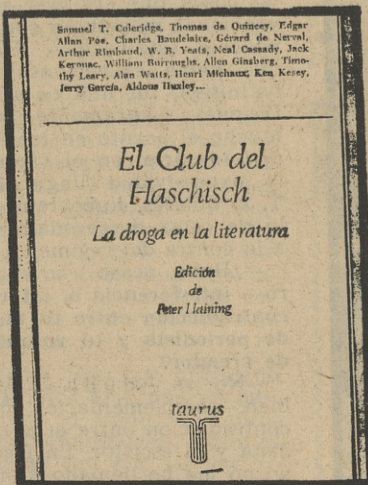 Samuel T. Coleridge, Thomas de Quincey, Edgar
Allan Poe, Charles Baudelaire, Gérard de Nerval,
Arthur Rimbaud, W. B. Yeats, Neal Cassady, Jack
Kerouac, William Burroughs, Allen Ginsberg, Timo-
thy Leary, Alan Watts, Henri Michaux, Ken Kesey,
Jerry García, Aldous Huxley...
El Club del
Haschisch
La droga en la literatura
Edición
de
Peter Haining
taurus